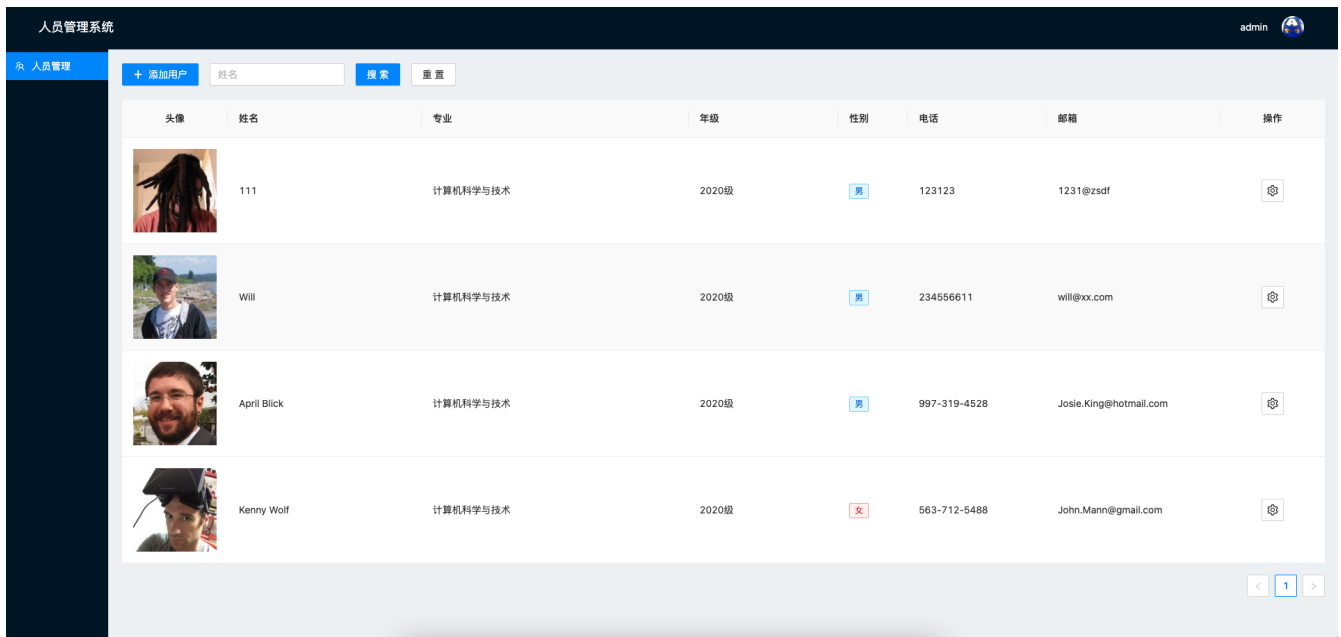 人员管理系统
admin
人员管理
+ 添加用户 姓名 搜 索 重 置
头像 姓名 专业 年级 性别 电话 邮箱 操作
111 计算机科学与技术 2020级 男 123123 1231@zsdf
Will 计算机科学与技术 2020级 男 234556611 will@xx.com
April Blick 计算机科学与技术 2020级 男 997-319-4528 Josie.King@hotmail.com
Kenny Wolf 计算机科学与技术 2020级 女 563-712-5488 John.Mann@gmail.com
< 1 >